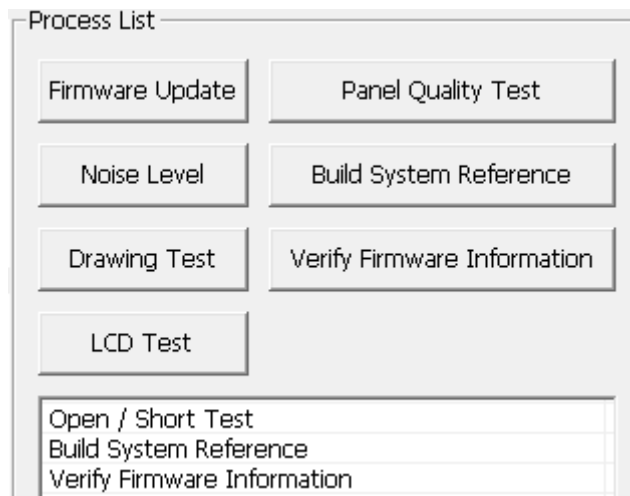 Process List
Firmware Update
Panel Quality Test
Noise Level
Build System Reference
Drawing Test
Verify Firmware Information
LCD Test
Open / Short Test
Build System Reference
Verify Firmware Information